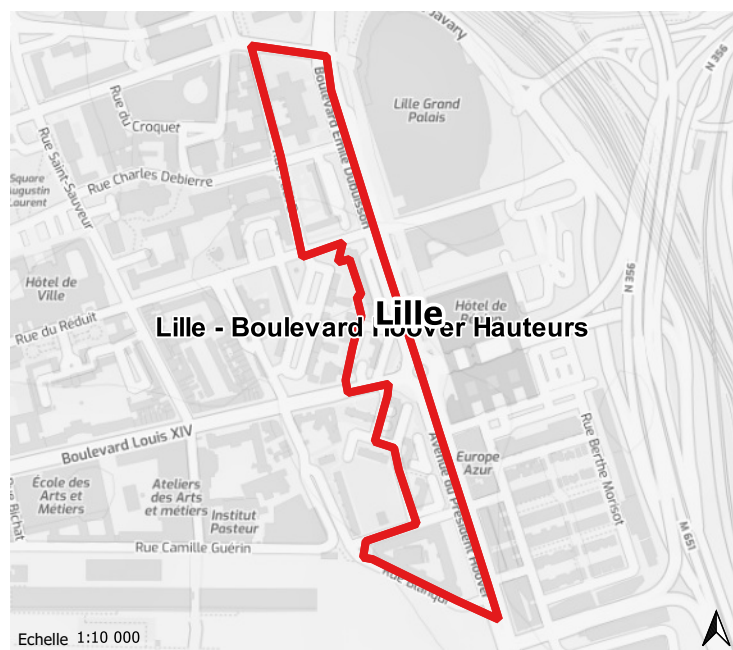 N 356
Lille Grand
Palais
Boulevard Emile Dubuisson
Rue du
Croquet
Rue Saint-Sauveur
Rue Charles Debierre
Square
Augustin
Laurent
Hôtel de
Ville
N 356
Rue du Réduit
Lille
Lille - Boulevard Hoover Hauteurs
Hôtel de
Boulevard Louis XIV
Avenue du Président Hoover
Europe
Azur
Rue Berthe Morisot
École des
Arts et
Métiers
Ateliers
des Arts
et métiers
Institut
Pasteur
Bichat
M 651
Rue Camille Guérin
Rue Blanqui
Echelle 1:10 000